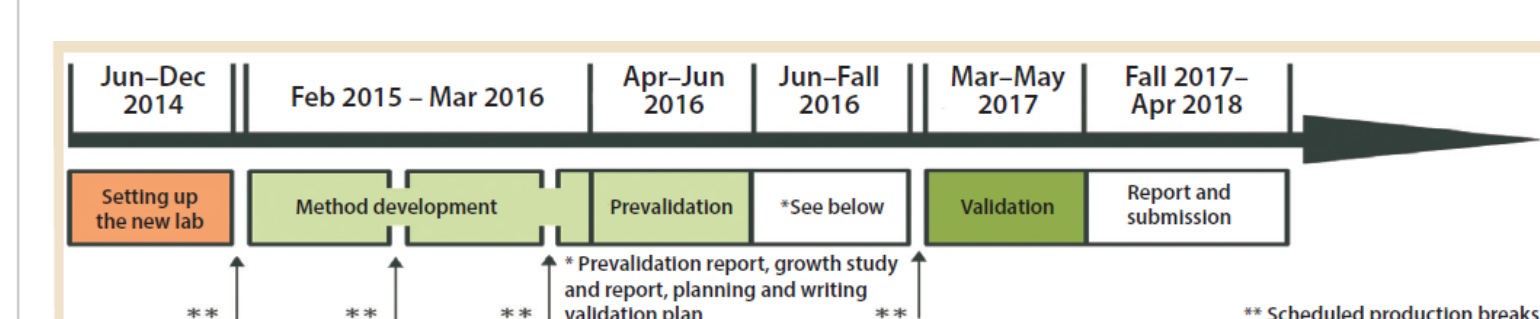 Jun–Dec
2014
Feb 2015 – Mar 2016
Apr–Jun
2016
Jun–Fall
2016
Mar–May
2017
Fall 2017–
Apr 2018
Setting up
the new lab
Method development
Prevalidation
*See below
Validation
Report and
submission
* Prevalidation report, growth study
and report, planning and writing
validation plan
**
**
**
**
** Scheduled production breaks